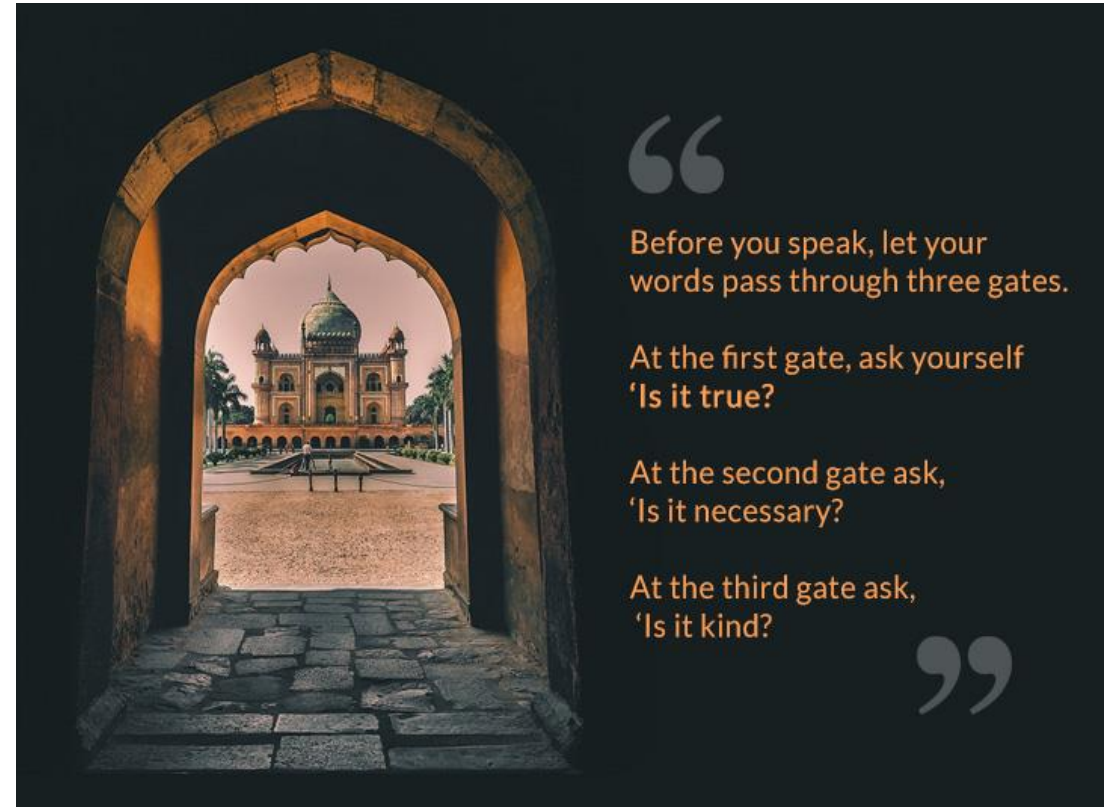 “
Before you speak, let your
words pass through three gates.
At the first gate, ask yourself
‘Is it true?
At the second gate ask,
‘Is it necessary?
At the third gate ask,
‘Is it kind?
”